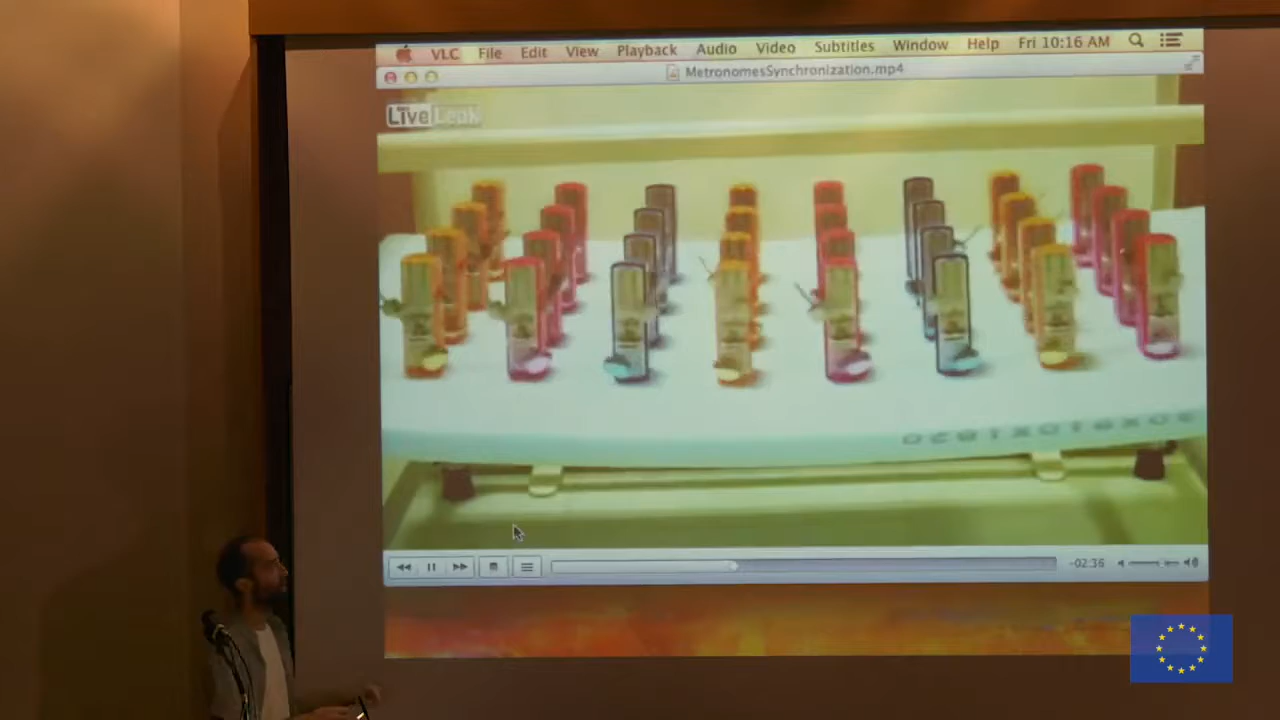 VLC File Edit View Playback Audio Video Subtitles Window Help Fri 10:16 AM
MetronomesSynchronization.mp4
LiveLeak
-02:36